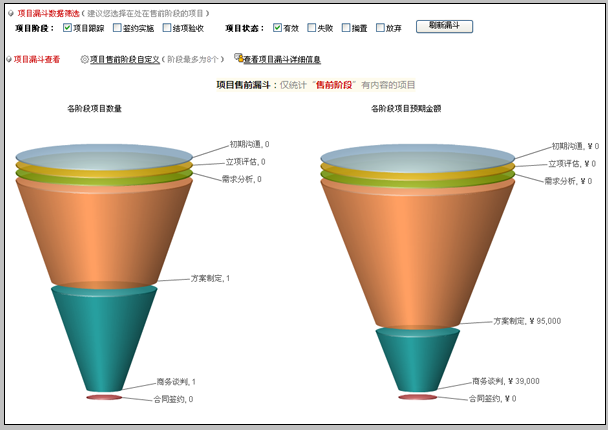 项目漏斗数据筛选（建议您选择在处在售前阶段的项目）
项目阶段： 项目跟踪 签约实施 结项验收 项目状态： 有效 失败 搁置 放弃 刷新漏斗
项目漏斗查看 项目售前阶段自定义（阶段最多为8个） 查看项目漏斗详细信息
项目售前漏斗：仅统计“售前阶段”有内容的项目
各阶段项目数量
初期沟通, 0
立项评估, 0
需求分析, 0
方案制定, 1
商务谈判, 1
合同签约, 0
各阶段项目预期金额
初期沟通, ¥ 0
立项评估, ¥ 0
需求分析, ¥ 0
方案制定, ¥ 95,000
商务谈判, ¥ 39,000
合同签约, ¥ 0